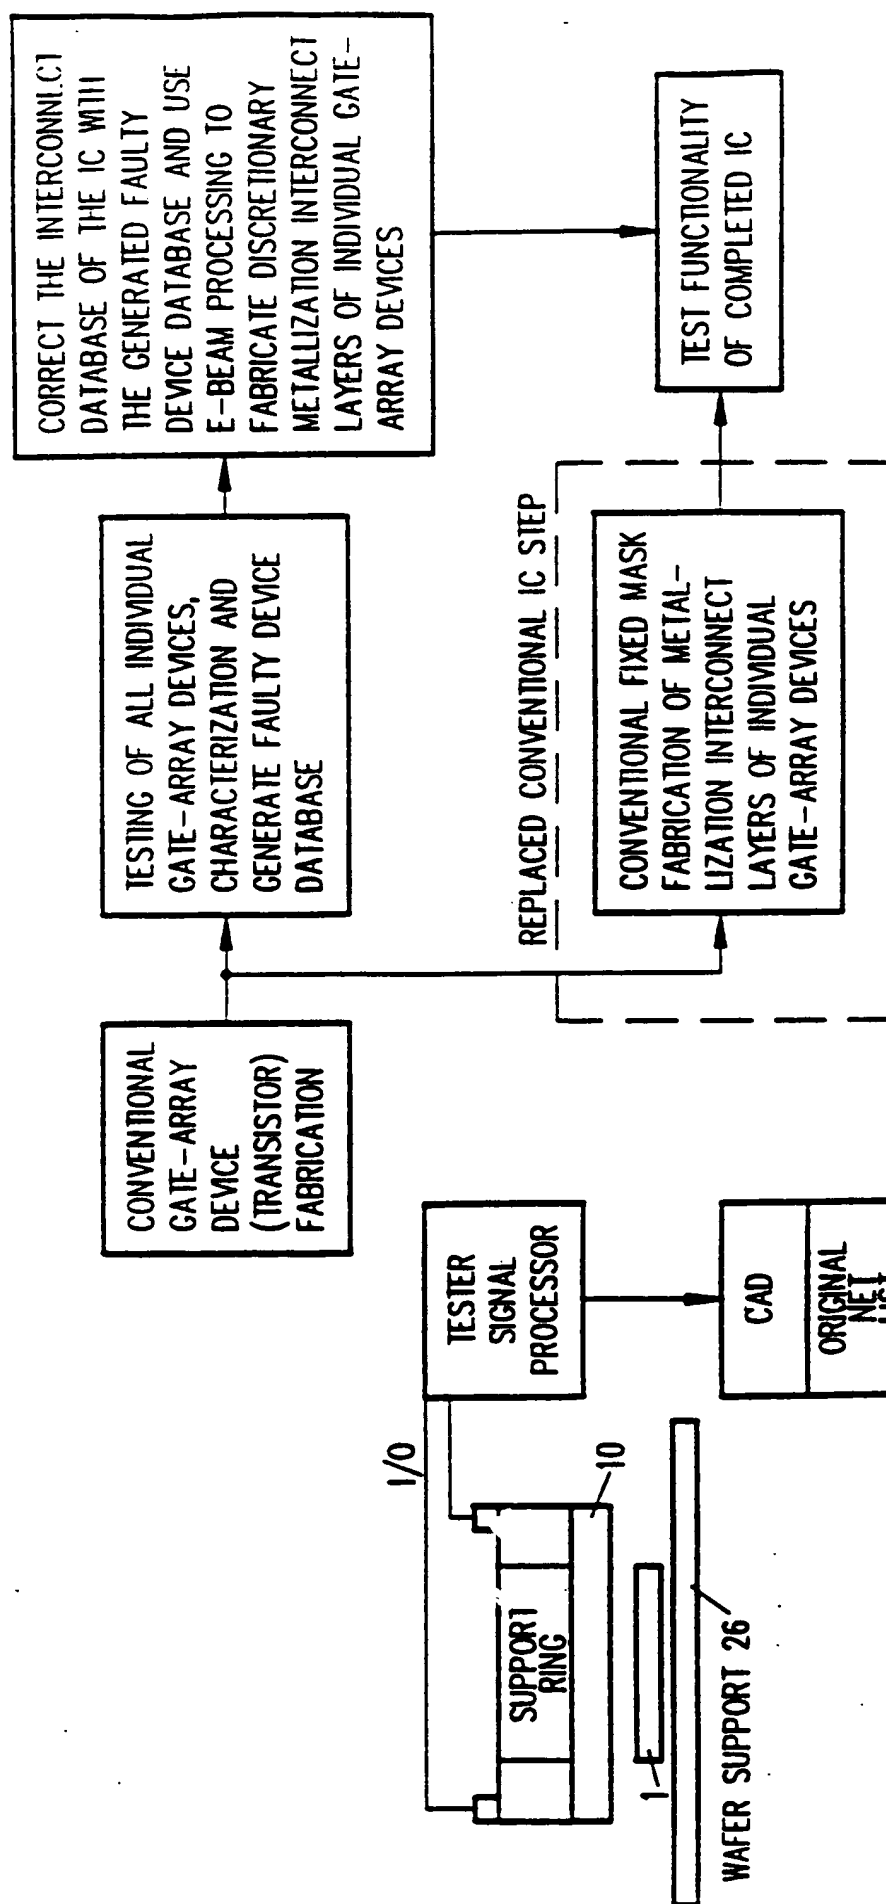 CONVENTIONAL
GATE-ARRAY
DEVICE
(TRANSISTOR)
FABRICATION
TESTING OF ALL INDIVIDUAL
GATE-ARRAY DEVICES,
CHARACTERIZATION AND
GENERATE FAULTY DEVICE
DATABASE
CORRECT THE INTERCONNECT
DATABASE OF THE IC WITH
THE GENERATED FAULTY
DEVICE DATABASE AND USE
E-BEAM PROCESSING TO
FABRICATE DISCRETIONARY
METALLIZATION INTERCONNECT
LAYERS OF INDIVIDUAL GATE-
ARRAY DEVICES
REPLACED CONVENTIONAL IC STEP
CONVENTIONAL FIXED MASK
FABRICATION OF METAL-
LIZATION INTERCONNECT
LAYERS OF INDIVIDUAL
GATE-ARRAY DEVICES
TEST FUNCTIONALITY
OF COMPLETED IC
I/O
SUPPORT
RING
10
1
WAFER SUPPORT 26
TESTER
SIGNAL
PROCESSOR
CAD
ORIGINAL
NET
LIST